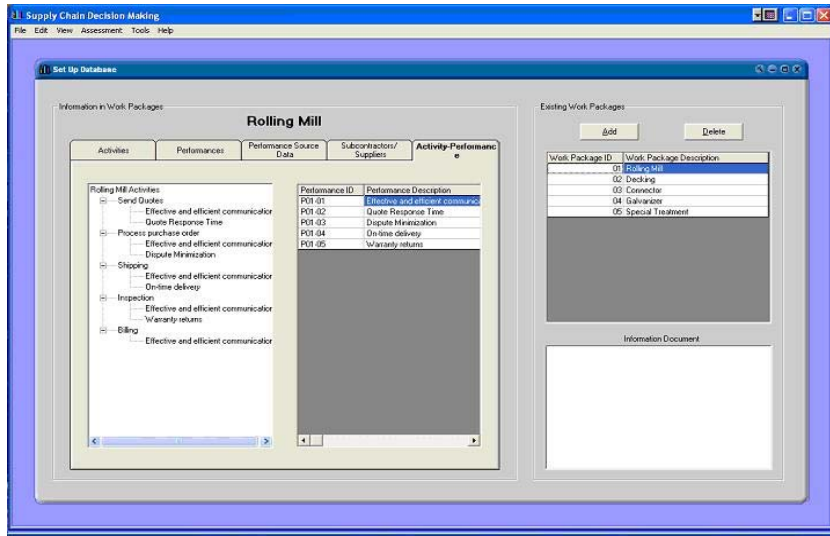 Supply Chain Decision Making
File Edit View Assessment Tools Help
Set Up Database
Information in Work Packages
Rolling Mill
Activities
Performances
Performance Source
Data
Subcontractors/
Suppliers
Activity-Performanc
e
Rolling Mill Activities
Send Quotes
Effective and efficient communication
Quote Response Time
Process purchase order
Effective and efficient communication
Dispute Minimization
Shipping
Effective and efficient communication
On-time delivery
Inspection
Effective and efficient communication
Warranty returns
Billing
Effective and efficient communication
Performance ID Performance Description
P01-01 Effective and efficient communic
P01-02 Quote Response Time
P01-03 Dispute Minimization
P01-04 On-time delivery
P01-05 Warranty returns
Existing Work Packages
Add Delete
Work Package ID Work Package Description
01 Rolling Mill
02 Decking
03 Connector
04 Galvanizer
05 Special Treatment
Information Document